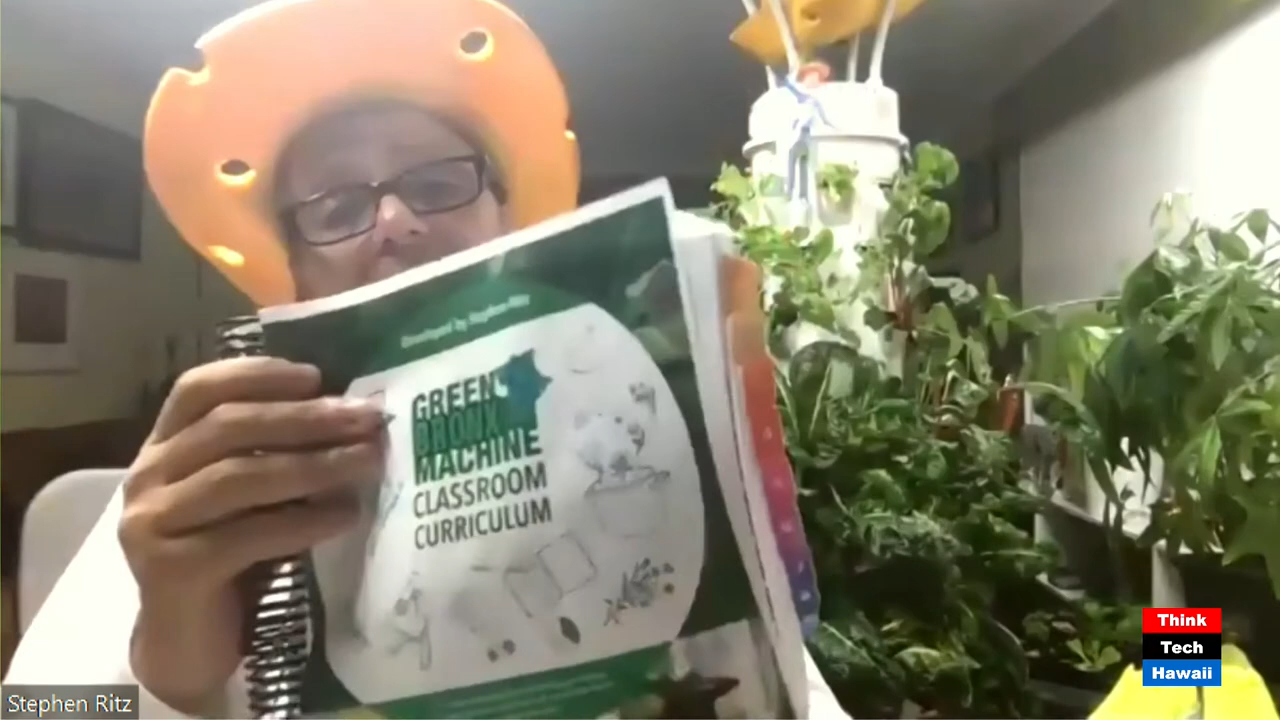 Developed by Stephen Ritz
GREEN
BRONX
MACHINE
CLASSROOM
CURRICULUM
Think
Tech
Hawaii
Stephen Ritz